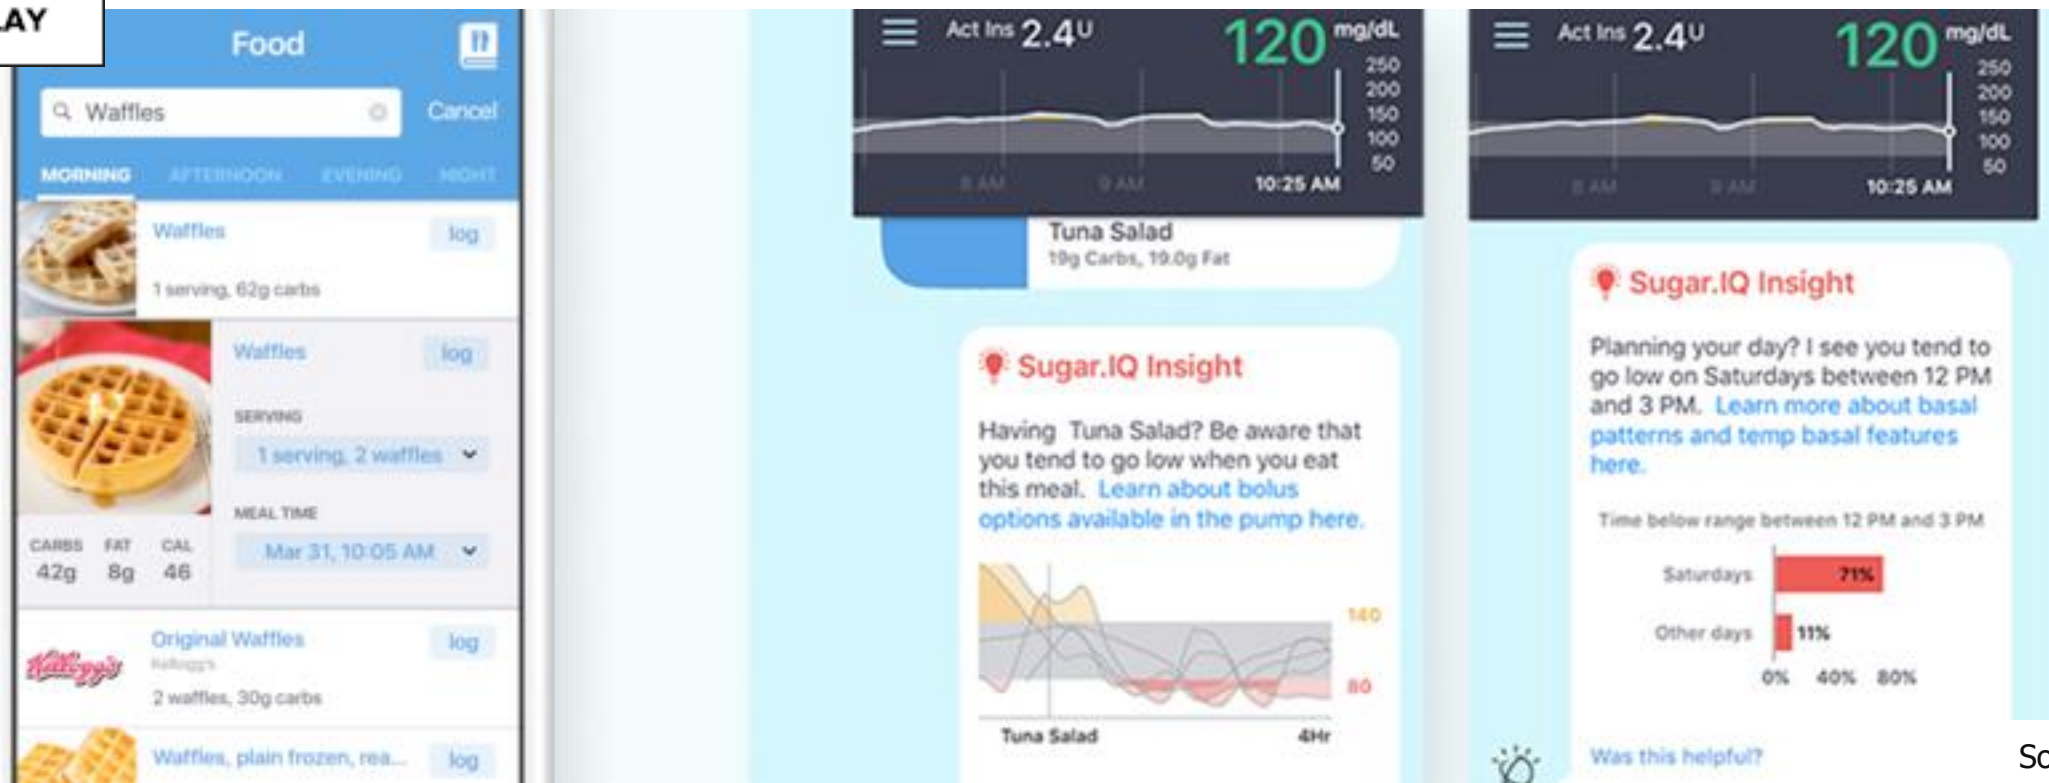 LAY
Food
Waffles
Cancel
MORNING AFTERNOON EVENING NIGHT
Waffles
log
1 serving, 62g carbs
Waffles
log
SERVING
1 serving, 2 waffles
MEAL TIME
Mar 31, 10:05 AM
CARBS FAT CAL
42g 8g 46
Kellogg's
Original Waffles
log
Kellogg's
2 waffles, 30g carbs
Waffles, plain frozen, rea...
log
Act Ins 2.4U
120 mg/dL
250
200
150
100
50
8 AM 9 AM 10:25 AM
Tuna Salad
19g Carbs, 19.0g Fat
Sugar.IQ Insight
Having Tuna Salad? Be aware that
you tend to go low when you eat
this meal. Learn about bolus
options available in the pump here.
140
80
Tuna Salad 4Hr
Act Ins 2.4U
120 mg/dL
250
200
150
100
50
8 AM 9 AM 10:25 AM
Sugar.IQ Insight
Planning your day? I see you tend to
go low on Saturdays between 12 PM
and 3 PM. Learn more about basal
patterns and temp basal features
here.
Time below range between 12 PM and 3 PM
Saturdays 71%
Other days 11%
0% 40% 80%
Was this helpful?